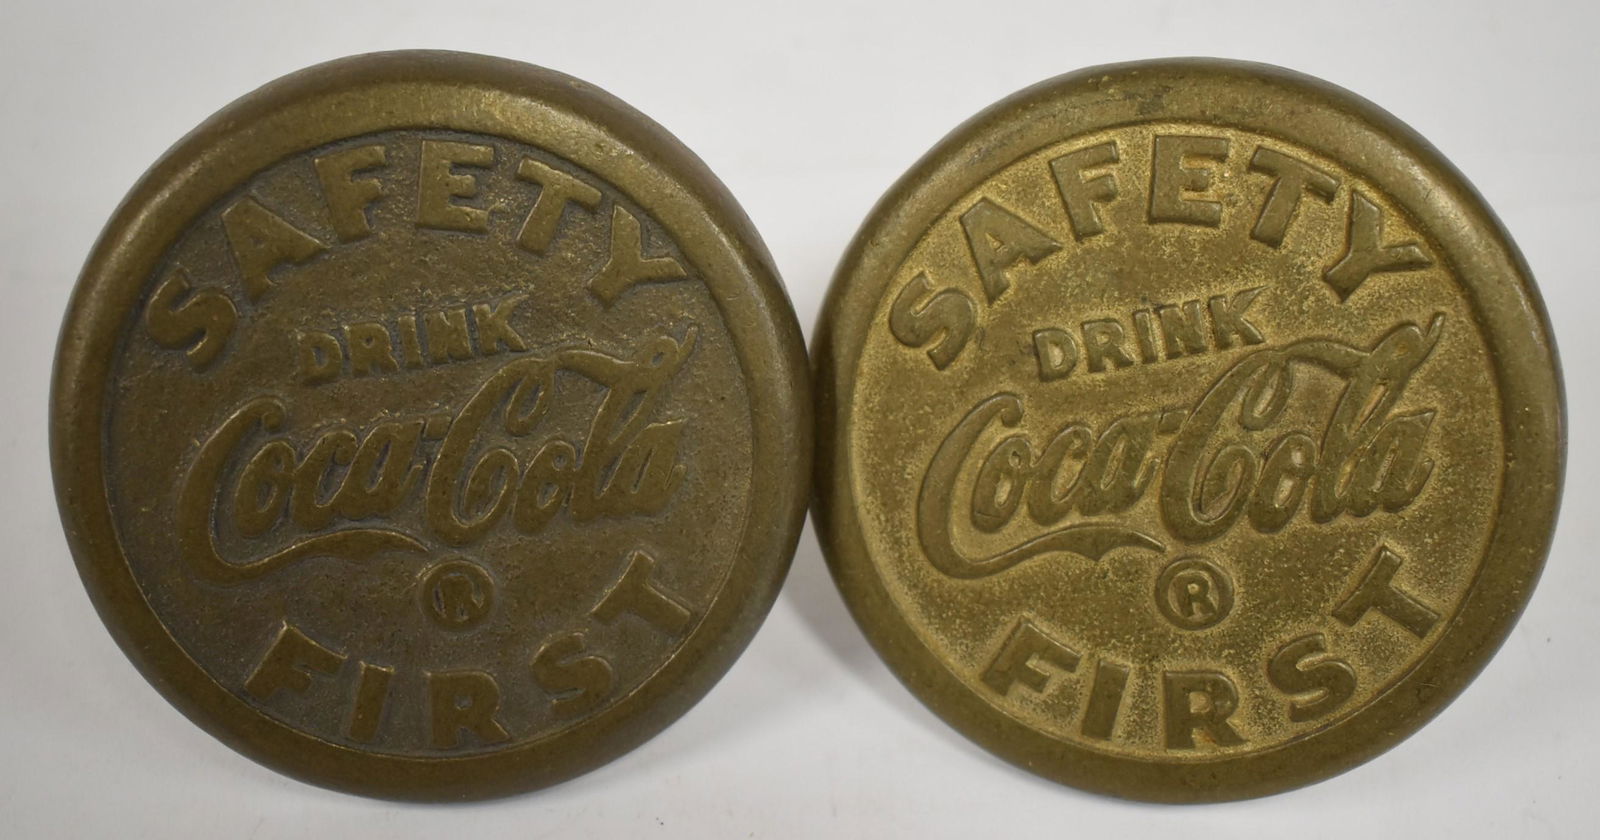 SAFETY
DRINK
Coca-Cola
®
FIRST
SAFETY
DRINK
Coca-Cola
®
FIRST